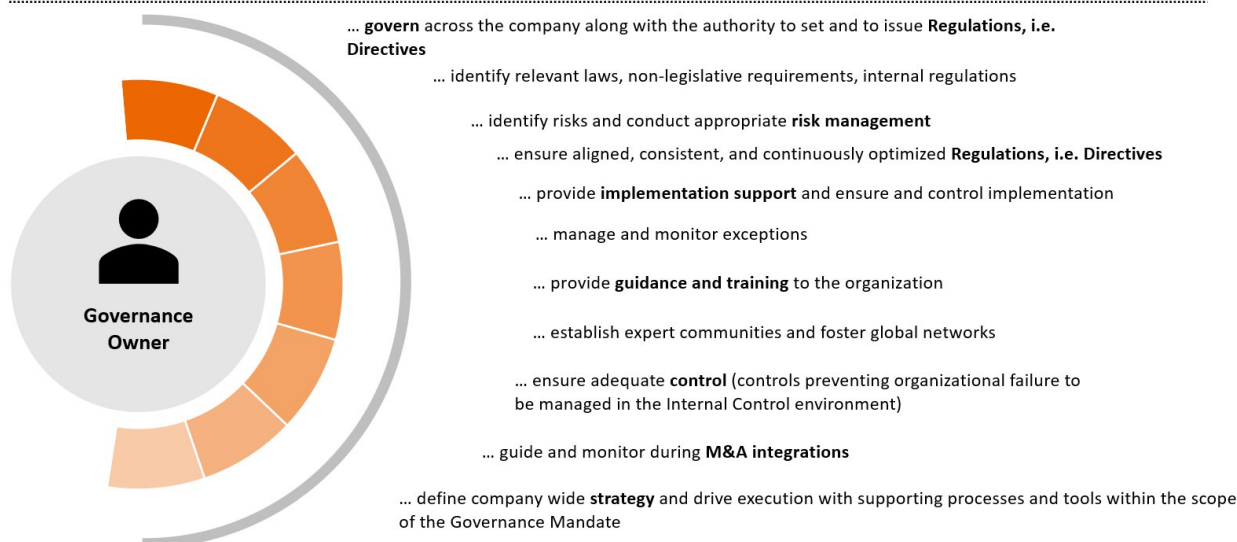 … govern across the company along with the authority to set and to issue Regulations, i.e.
Directives
… identify relevant laws, non-legislative requirements, internal regulations
… identify risks and conduct appropriate risk management
… ensure aligned, consistent, and continuously optimized Regulations, i.e. Directives
… provide implementation support and ensure and control implementation
… manage and monitor exceptions
… provide guidance and training to the organization
… establish expert communities and foster global networks
… ensure adequate control (controls preventing organizational failure to
be managed in the Internal Control environment)
… guide and monitor during M&A integrations
… define company wide strategy and drive execution with supporting processes and tools within the scope
of the Governance Mandate
Governance
Owner